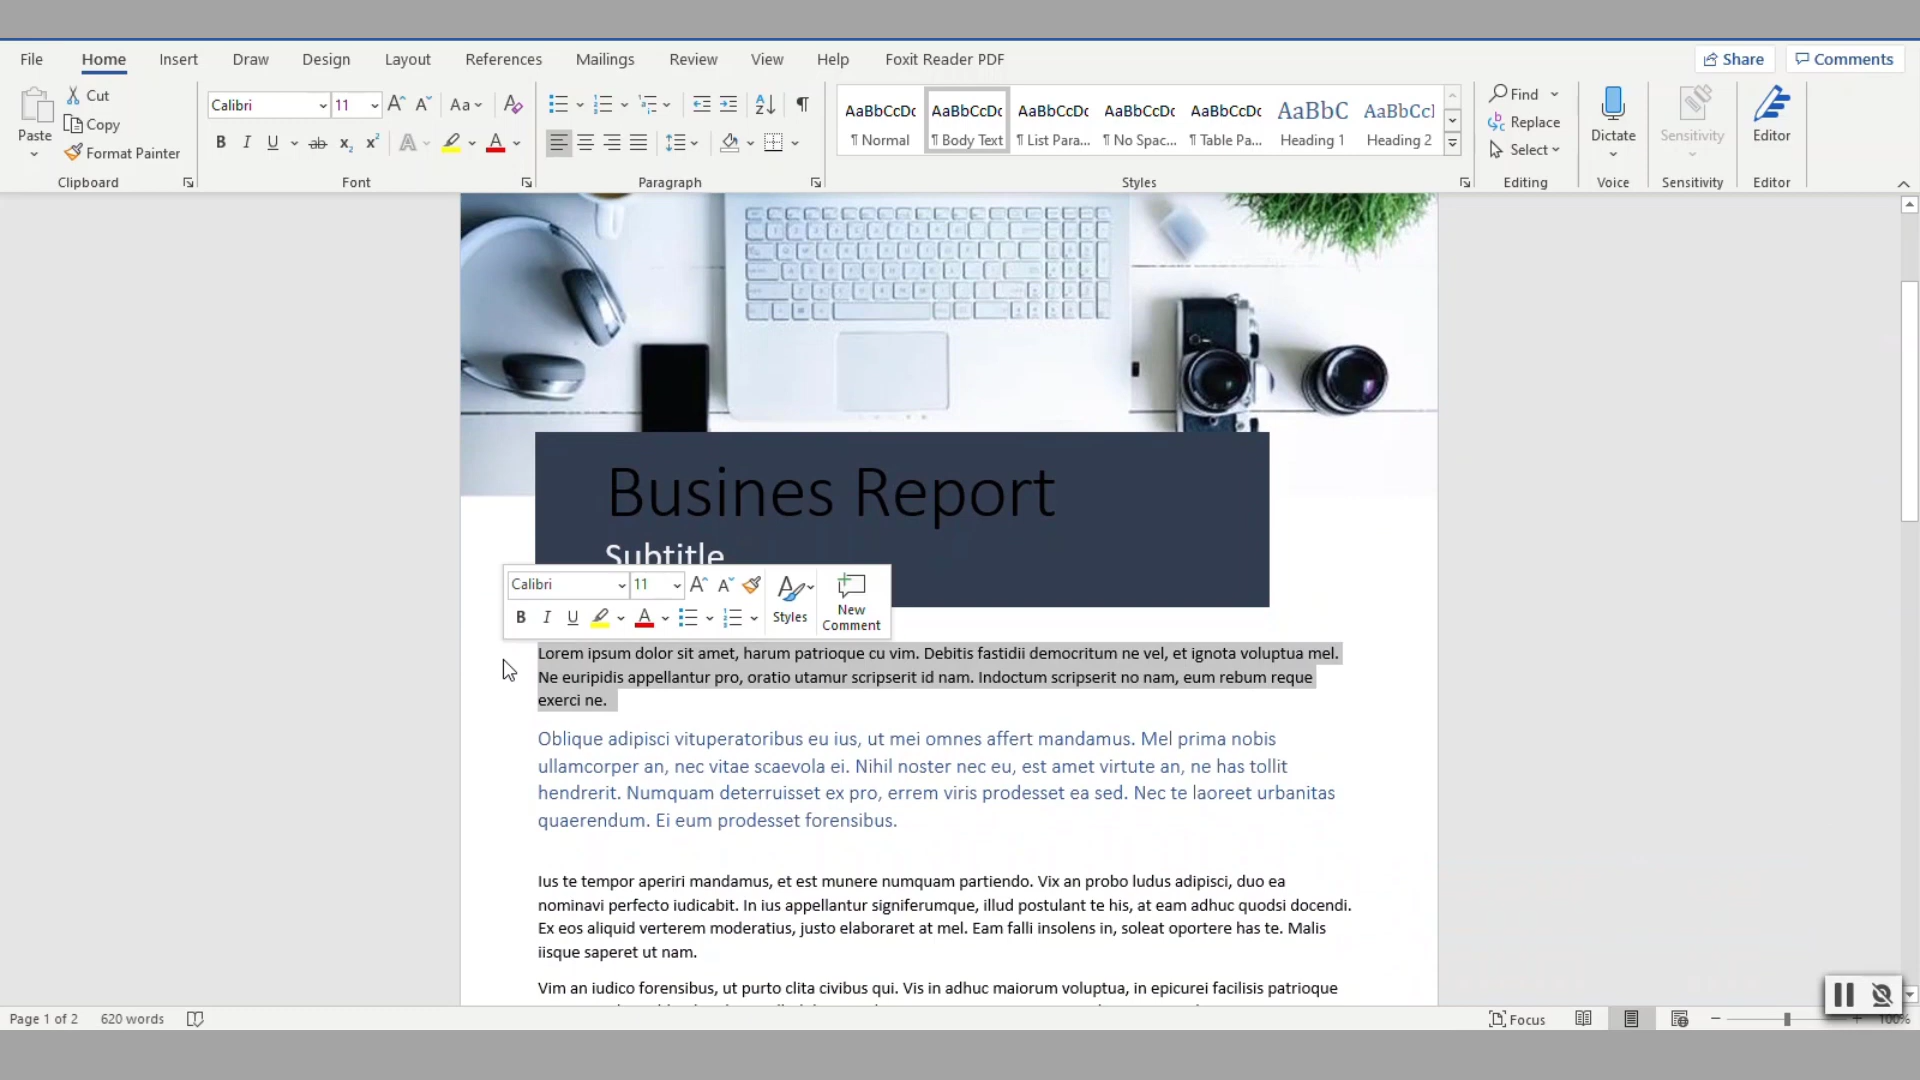 File Home Insert Draw Design Layout References Mailings Review View Help Foxit Reader PDF Share Comments
Paste
Cut
Copy
Format Painter
Clipboard
Calibri 11 Aa
B I U ab x₂ x² A A
Font
Paragraph
AaBbCcDc AaBbCcDc AaBbCcDc AaBbCcDc AaBbCcDc AaBbC AaBbCcl
¶ Normal ¶ Body Text ¶ List Para... ¶ No Spac... ¶ Table Pa... Heading 1 Heading 2
Styles
Find
Replace
Select
Editing
Dictate
Voice
Sensitivity
Sensitivity
Editor
Editor
Busines Report
Subtitle
Calibri 11
B I U A
Styles
New
Comment
Lorem ipsum dolor sit amet, harum patrioque cu vim. Debitis fastidii democritum ne vel, et ignota voluptua mel.
Ne euripidis appellantur pro, oratio utamur scripserit id nam. Indoctum scripserit no nam, eum rebum reque
exerci ne.
Oblique adipisci vituperatoribus eu ius, ut mei omnes affert mandamus. Mel prima nobis
ullamcorper an, nec vitae scaevola ei. Nihil noster nec eu, est amet virtute an, ne has tollit
hendrerit. Numquam deterruisset ex pro, errem viris prodesset ea sed. Nec te laoreet urbanitas
quaerendum. Ei eum prodesset forensibus.
Ius te tempor aperiri mandamus, et est munere numquam partiendo. Vix an probo ludus adipisci, duo ea
nominavi perfecto iudicabit. In ius appellantur signiferumque, illud postulant te his, at eam adhuc quodsi docendi.
Ex eos aliquid verterem moderatius, justo elaboraret at mel. Eam falli insolens in, soleat oportere has te. Malis
iisque saperet ut nam.
Vim an iudico forensibus, ut purto clita civibus qui. Vis in adhuc maiorum voluptua, in epicurei facilisis patrioque
Page 1 of 2 620 words Focus 100%